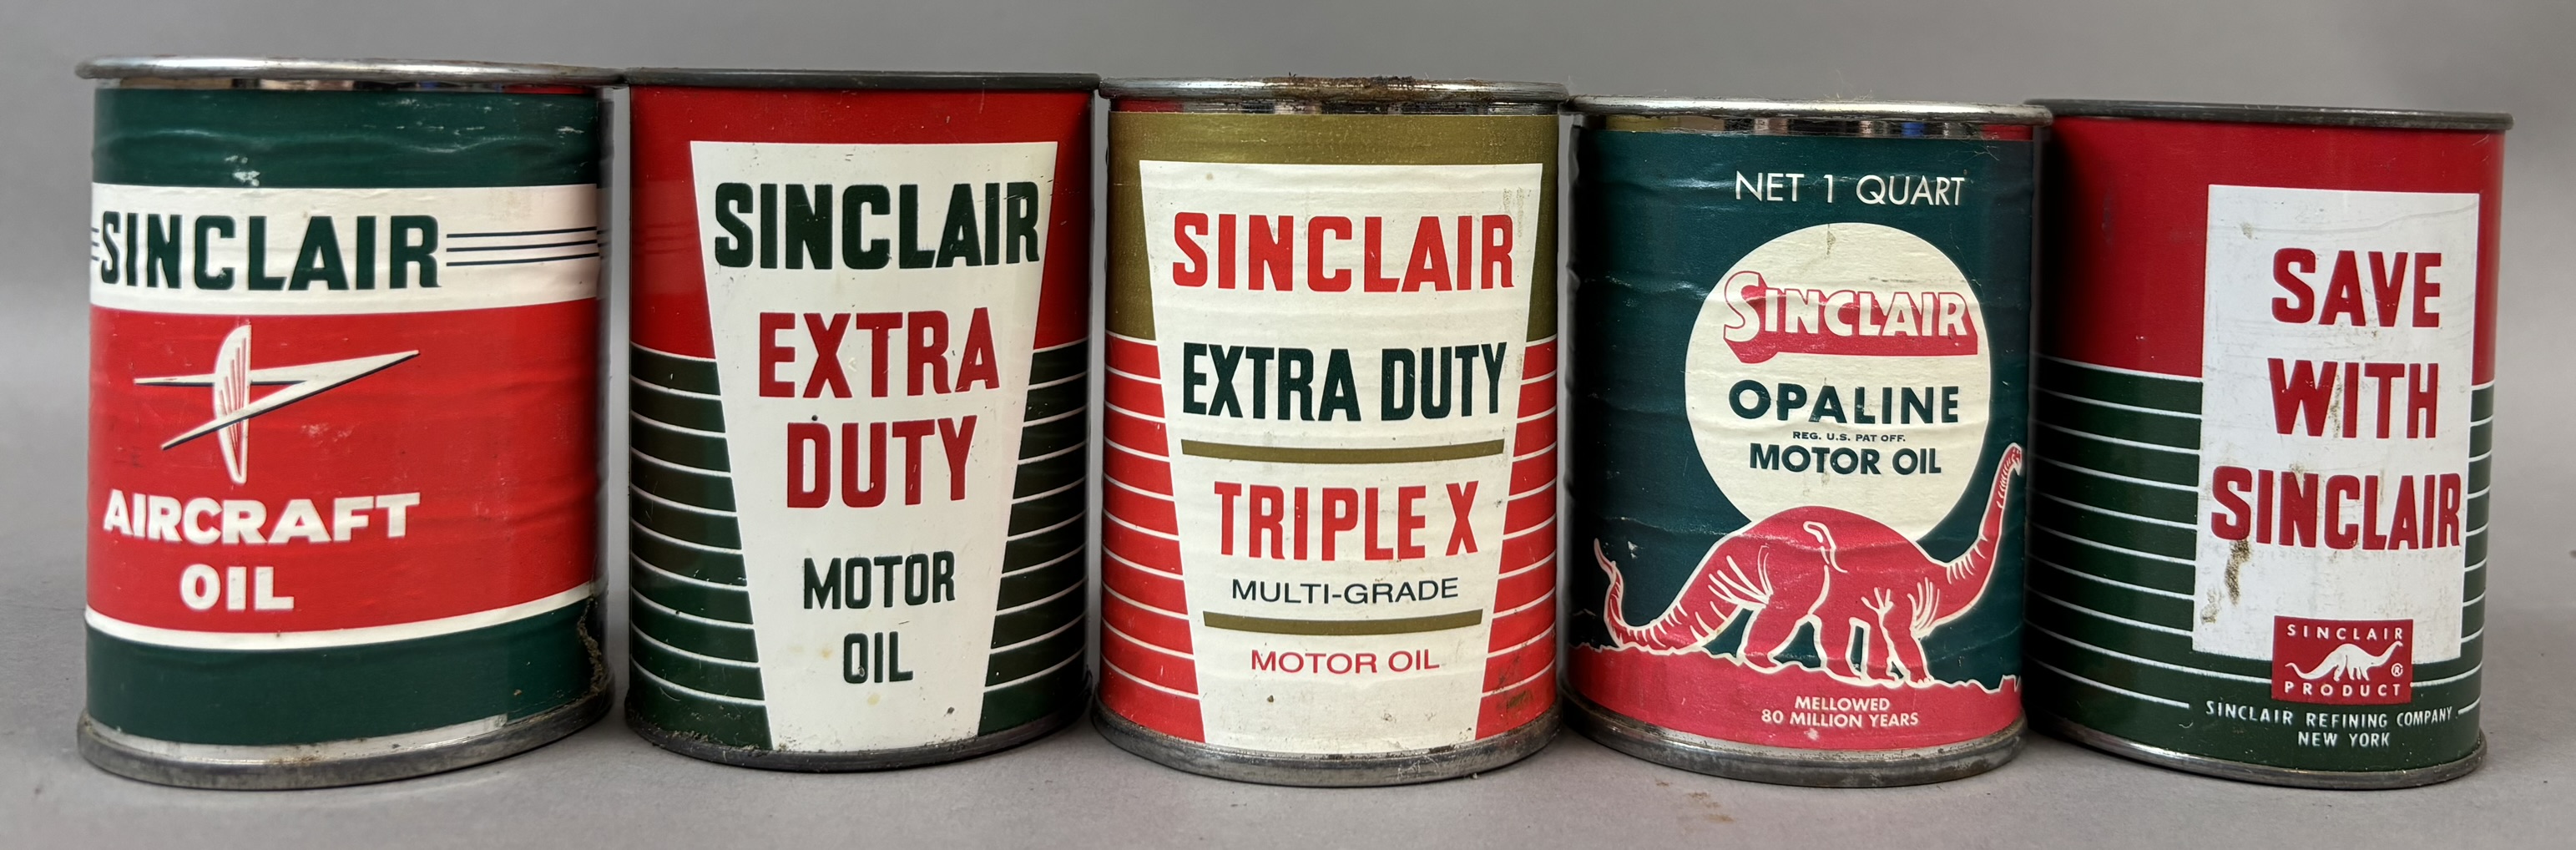 SINCLAIR
AIRCRAFT
OIL
SINCLAIR
EXTRA
DUTY
MOTOR
OIL
SINCLAIR
EXTRA DUTY
TRIPLE X
MULTI-GRADE
MOTOR OIL
NET 1 QUART
SINCLAIR
OPALINE
REG. U.S. PAT OFF.
MOTOR OIL
MELLOWED
80 MILLION YEARS
SAVE
WITH
SINCLAIR
SINCLAIR
®
PRODUCT
SINCLAIR REFINING COMPANY
NEW YORK